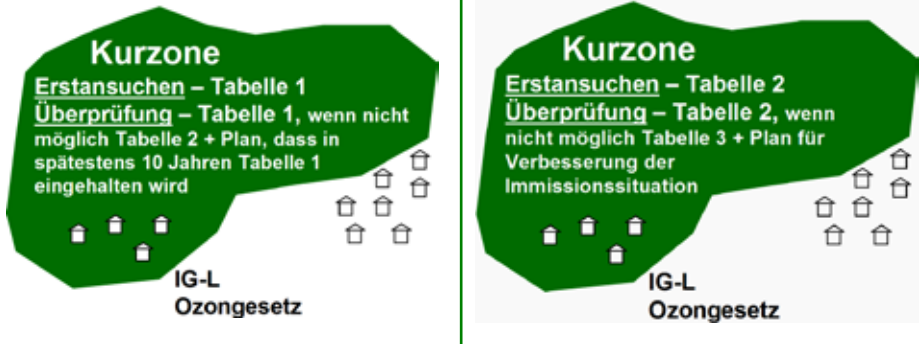 Kurzone
Erstansuchen – Tabelle 1
Überprüfung – Tabelle 1, wenn nicht
möglich Tabelle 2 + Plan, dass in
spätestens 10 Jahren Tabelle 1
eingehalten wird
IG-L
Ozongesetz
Kurzone
Erstansuchen – Tabelle 2
Überprüfung – Tabelle 2, wenn
nicht möglich Tabelle 3 + Plan für
Verbesserung der
Immissionssituation
IG-L
Ozongesetz